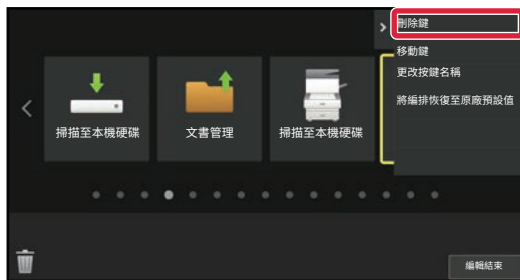 刪除鍵
移動鍵
更改按鍵名稱
將編排恢復至原廠預設值
掃描至本機硬碟
文書管理
掃描至本機硬碟
編輯結束